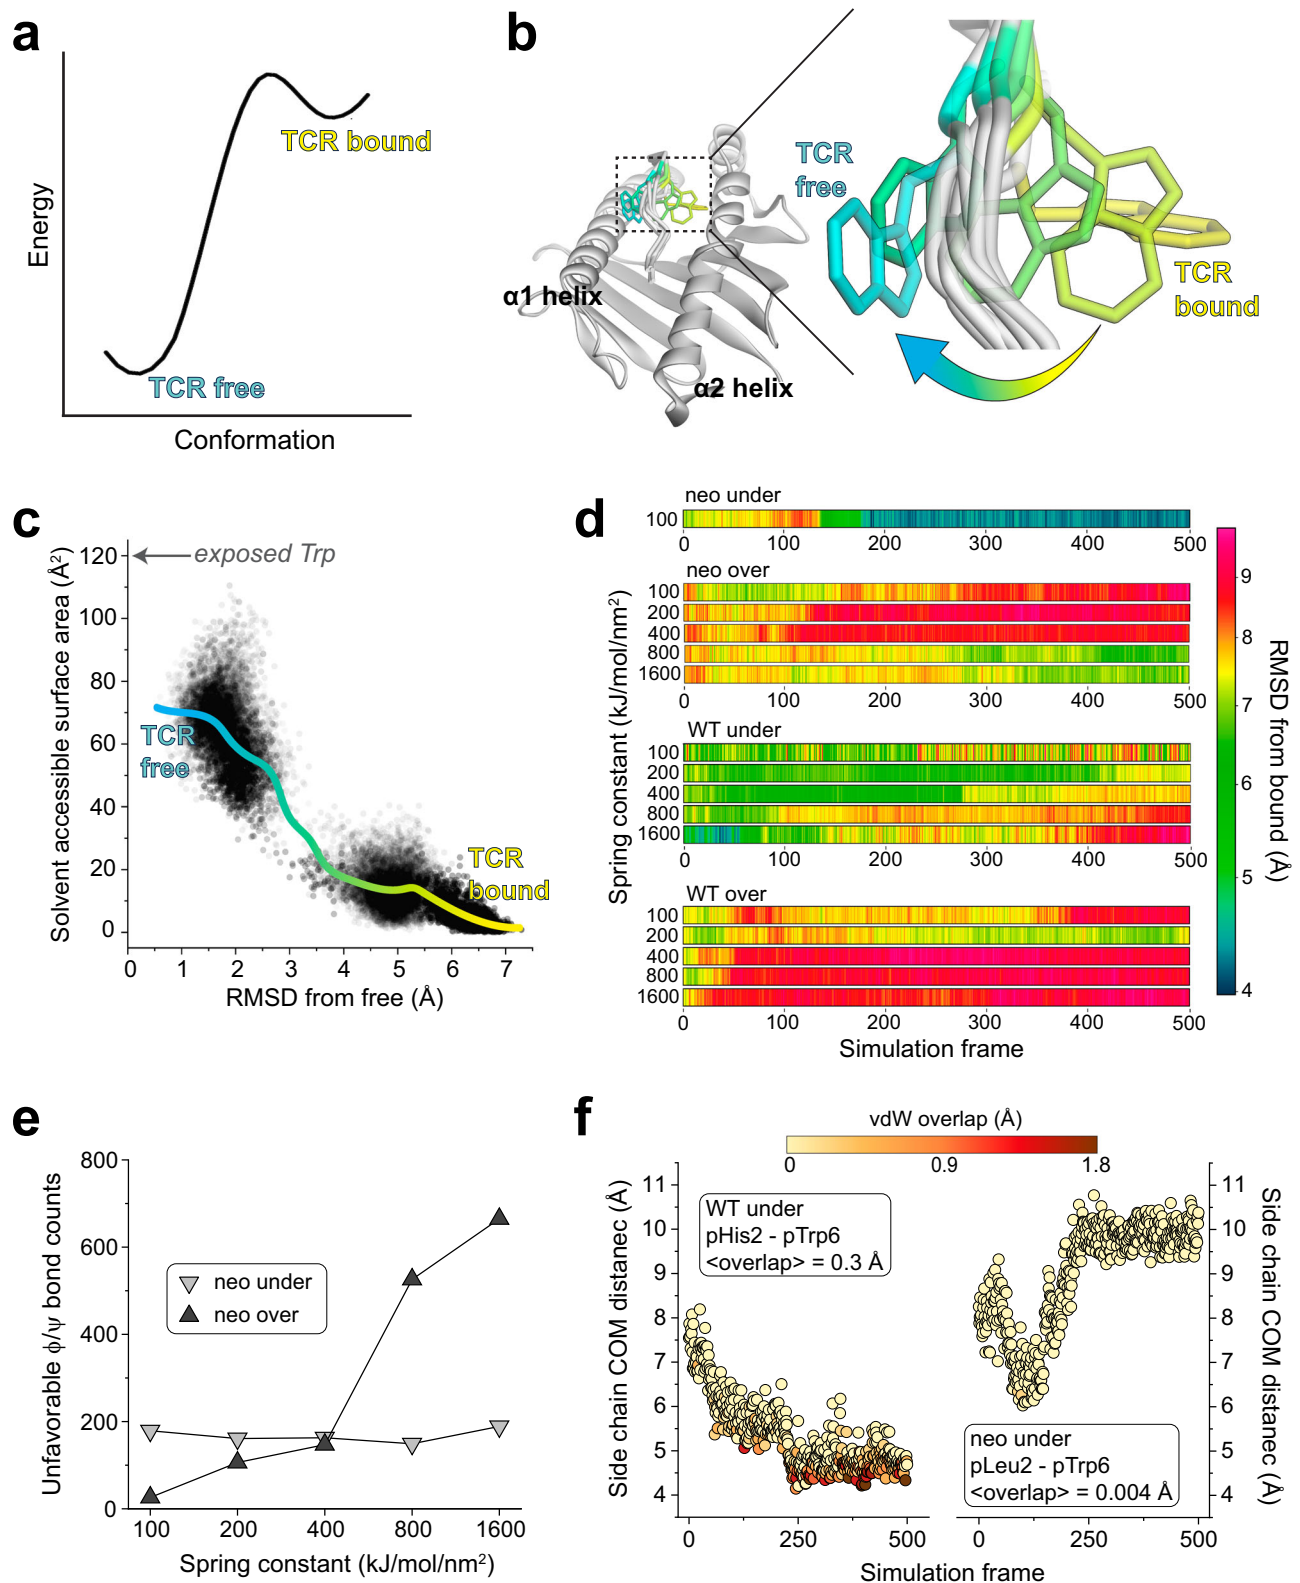 a
Energy
TCR bound
TCR free
Conformation
b
TCR
free
α1 helix
α2 helix
TCR
bound
c
Solvent accessible surface area (Å²)
120
100
80
60
40
20
0
exposed Trp
TCR
free
TCR
bound
0 1 2 3 4 5 6 7
RMSD from free (Å)
d
Spring constant (kJ/mol/nm²)
neo under
100
0 100 200 300 400 500
neo over
100
200
400
800
1600
0 100 200 300 400 500
WT under
100
200
400
800
1600
0 100 200 300 400 500
WT over
100
200
400
800
1600
0 100 200 300 400 500
Simulation frame
9
8
7
6
5
4
RMSD from bound (Å)
e
Unfavorable ϕ/ψ bond counts
800
600
400
200
0
neo under
neo over
100 200 400 800 1600
Spring constant (kJ/mol/nm²)
f
vdW overlap (Å)
0 0.9 1.8
Side chain COM distanec (Å)
11
10
9
8
7
6
5
4
WT under
pHis2 - pTrp6
<overlap> = 0.3 Å
0 250 500
neo under
pLeu2 - pTrp6
<overlap> = 0.004 Å
0 250 500
11
10
9
8
7
6
5
4
Side chain COM distanec (Å)
Simulation frame